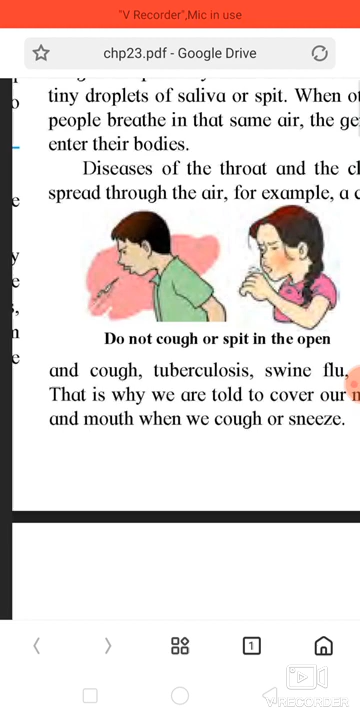 "V Recorder",Mic in use
chp23.pdf - Google Drive
tiny droplets of saliva or spit. When
people breathe in that same air, the
enter their bodies.
Diseases of the throat and the
spread through the air, for example, a
Do not cough or spit in the open
and cough, tuberculosis, swine flu,
That is why we are told to cover our
and mouth when we cough or sneeze.
1
V RECORDER